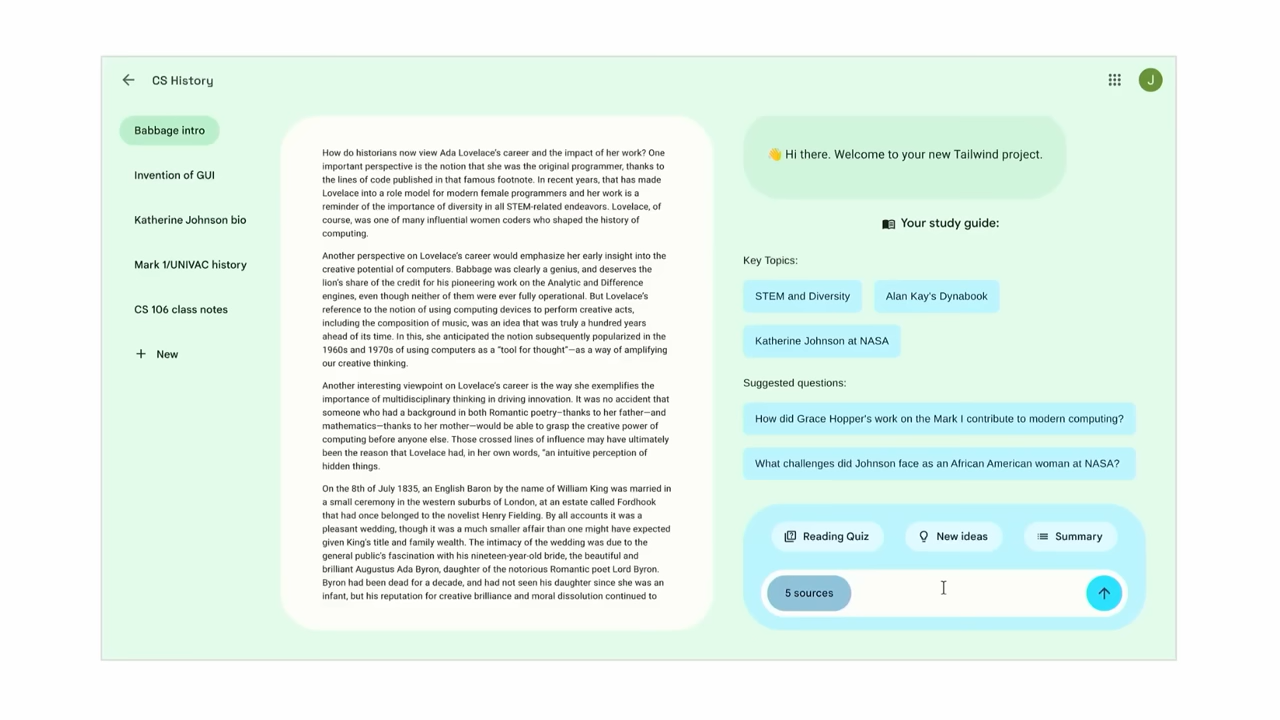 CS History
J
Babbage intro
Invention of GUI
Katherine Johnson bio
Mark 1/UNIVAC history
CS 106 class notes
+ New
How do historians now view Ada Lovelace's career and the impact of her work? One
important perspective is the notion that she was the original programmer, thanks to
the lines of code published in that famous footnote. In recent years, that has made
Lovelace into a role model for modern female programmers and her work is a
reminder of the importance of diversity in all STEM-related endeavors. Lovelace, of
course, was one of many influential women coders who shaped the history of
computing.
Another perspective on Lovelace's career would emphasize her early insight into the
creative potential of computers. Babbage was clearly a genius, and deserves the
lion's share of the credit for his pioneering work on the Analytic and Difference
engines, even though neither of them were ever fully operational. But Lovelace's
reference to the notion of using computing devices to perform creative acts,
including the composition of music, was an idea that was truly a hundred years
ahead of its time. In this, she anticipated the notion subsequently popularized in the
1960s and 1970s of using computers as a "tool for thought"—as a way of amplifying
our creative thinking.
Another interesting viewpoint on Lovelace's career is the way she exemplifies the
importance of multidisciplinary thinking in driving innovation. It was no accident that
someone who had a background in both Romantic poetry—thanks to her father—and
mathematics—thanks to her mother—would be able to grasp the creative power of
computing before anyone else. Those crossed lines of influence may have ultimately
been the reason that Lovelace had, in her own words, "an intuitive perception of
hidden things.
On the 8th of July 1835, an English Baron by the name of William King was married in
a small ceremony in the western suburbs of London, at an estate called Fordhook
that had once belonged to the novelist Henry Fielding. By all accounts it was a
pleasant wedding, though it was a much smaller affair than one might have expected
given King's title and family wealth. The intimacy of the wedding was due to the
general public's fascination with his nineteen-year-old bride, the beautiful and
brilliant Augustus Ada Byron, daughter of the notorious Romantic poet Lord Byron.
Byron had been dead for a decade, and had not seen his daughter since she was an
infant, but his reputation for creative brilliance and moral dissolution continued to
👋 Hi there. Welcome to your new Tailwind project.
Your study guide:
Key Topics:
STEM and Diversity
Alan Kay's Dynabook
Katherine Johnson at NASA
Suggested questions:
How did Grace Hopper's work on the Mark I contribute to modern computing?
What challenges did Johnson face as an African American woman at NASA?
Reading Quiz
New ideas
Summary
5 sources